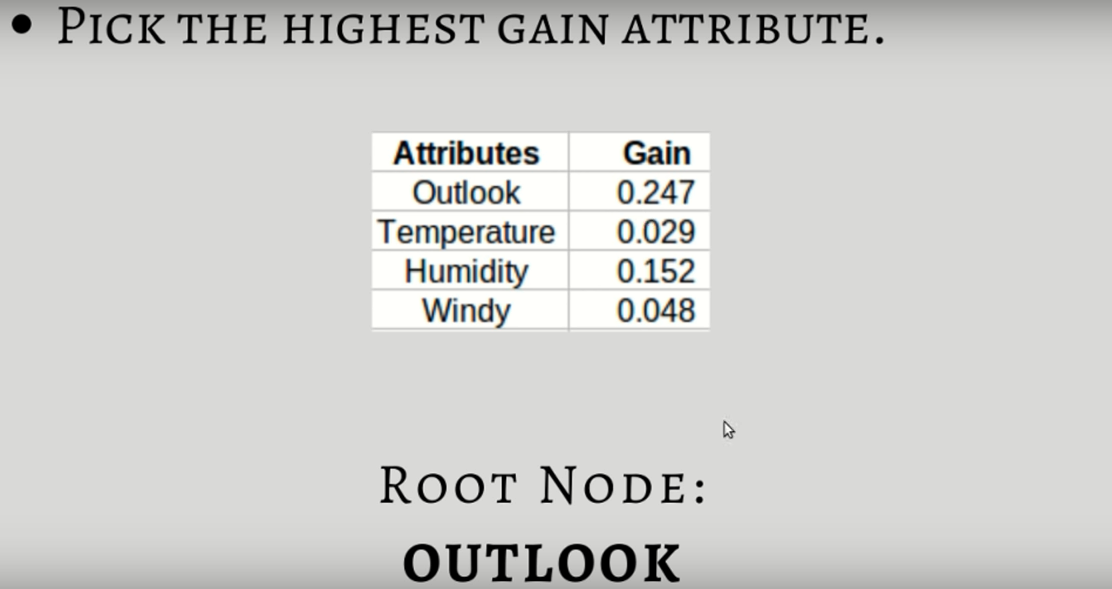 • Pick the highest gain attribute.
Attributes Gain
Outlook 0.247
Temperature 0.029
Humidity 0.152
Windy 0.048
Root Node:
OUTLOOK